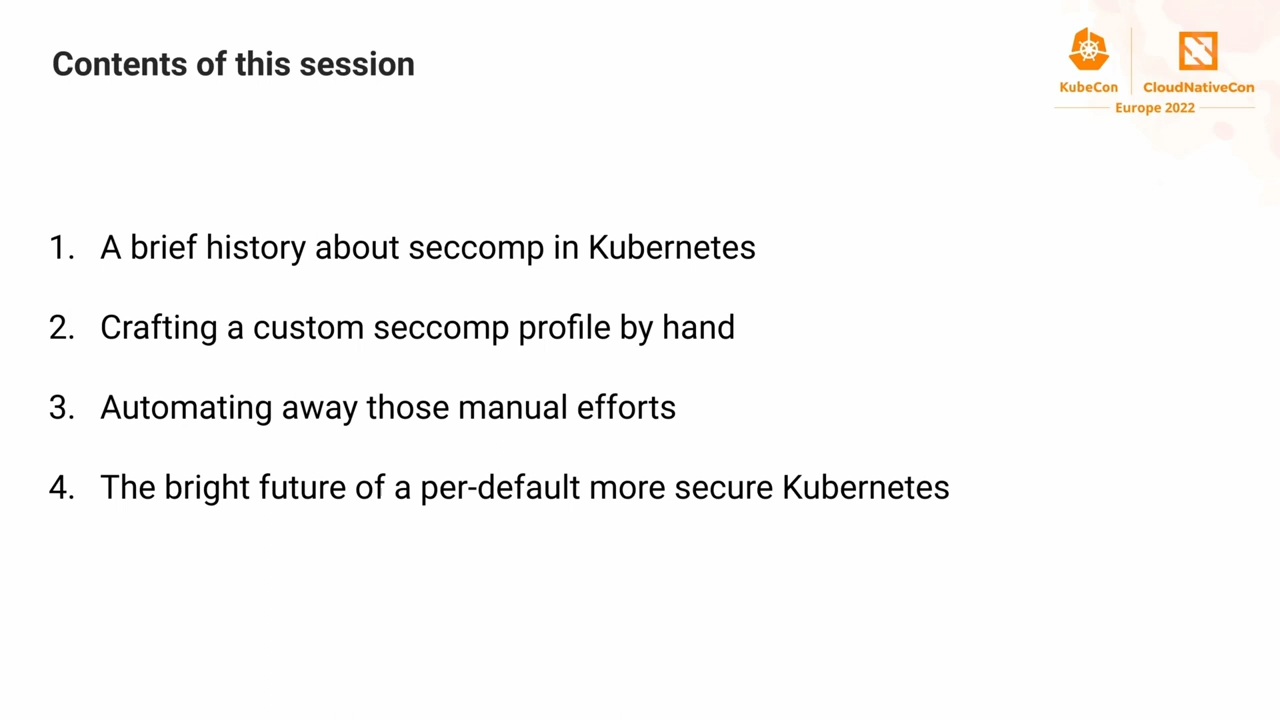 Contents of this session
KubeCon
CloudNativeCon
Europe 2022
1. A brief history about seccomp in Kubernetes
2. Crafting a custom seccomp profile by hand
3. Automating away those manual efforts
4. The bright future of a per-default more secure Kubernetes